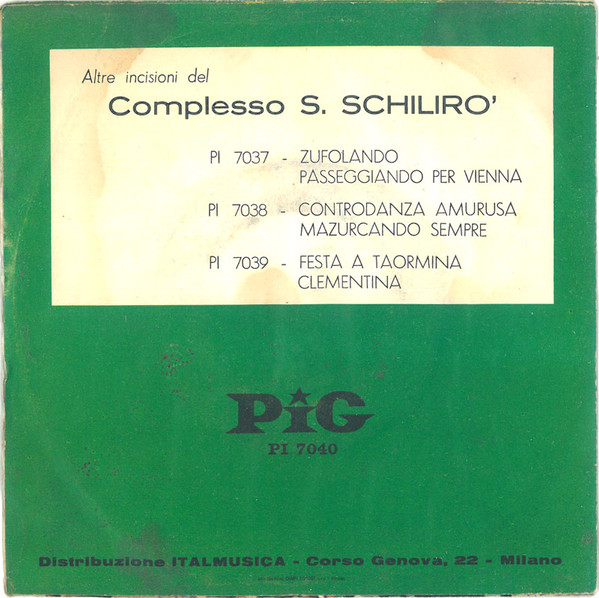 Altre incisioni del
Complesso S. SCHILIRO'
PI 7037 - ZUFOLANDO
PASSEGGIANDO PER VIENNA
PI 7038 - CONTRODANZA AMURUSA
MAZURCANDO SEMPRE
PI 7039 - FESTA A TAORMINA
CLEMENTINA
PiG
PI 7040
Distribuzione ITALMUSICA - Corso Genova, 22 - Milano